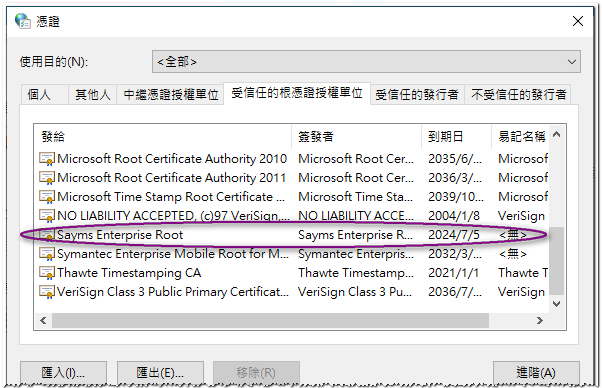 憑證
使用目的(N): <全部>
個人 其他人 中繼憑證授權單位 受信任的根憑證授權單位 受信任的發行者 不受信任的發行者
發給 簽發者 到期日 易記名稱
Microsoft Root Certificate Authority 2010 Microsoft Root Cer... 2035/6/... Microsof
Microsoft Root Certificate Authority 2011 Microsoft Root Cer... 2036/3/... Microsof
Microsoft Time Stamp Root Certificate ... Microsoft Time Sta... 2039/10... Microsof
NO LIABILITY ACCEPTED, (c)97 VeriSign,... NO LIABILITY ACCE... 2004/1/8 VeriSign
Sayms Enterprise Root Sayms Enterprise R... 2024/7/5 <無>
Symantec Enterprise Mobile Root for M... Symantec Enterpris... 2032/3/... <無>
Thawte Timestamping CA Thawte Timestamp... 2021/1/1 Thawte T
VeriSign Class 3 Public Primary Certificat... VeriSign Class 3 Pu... 2036/7/... VeriSign
匯入(I)... 匯出(E)... 移除(R) 進階(A)